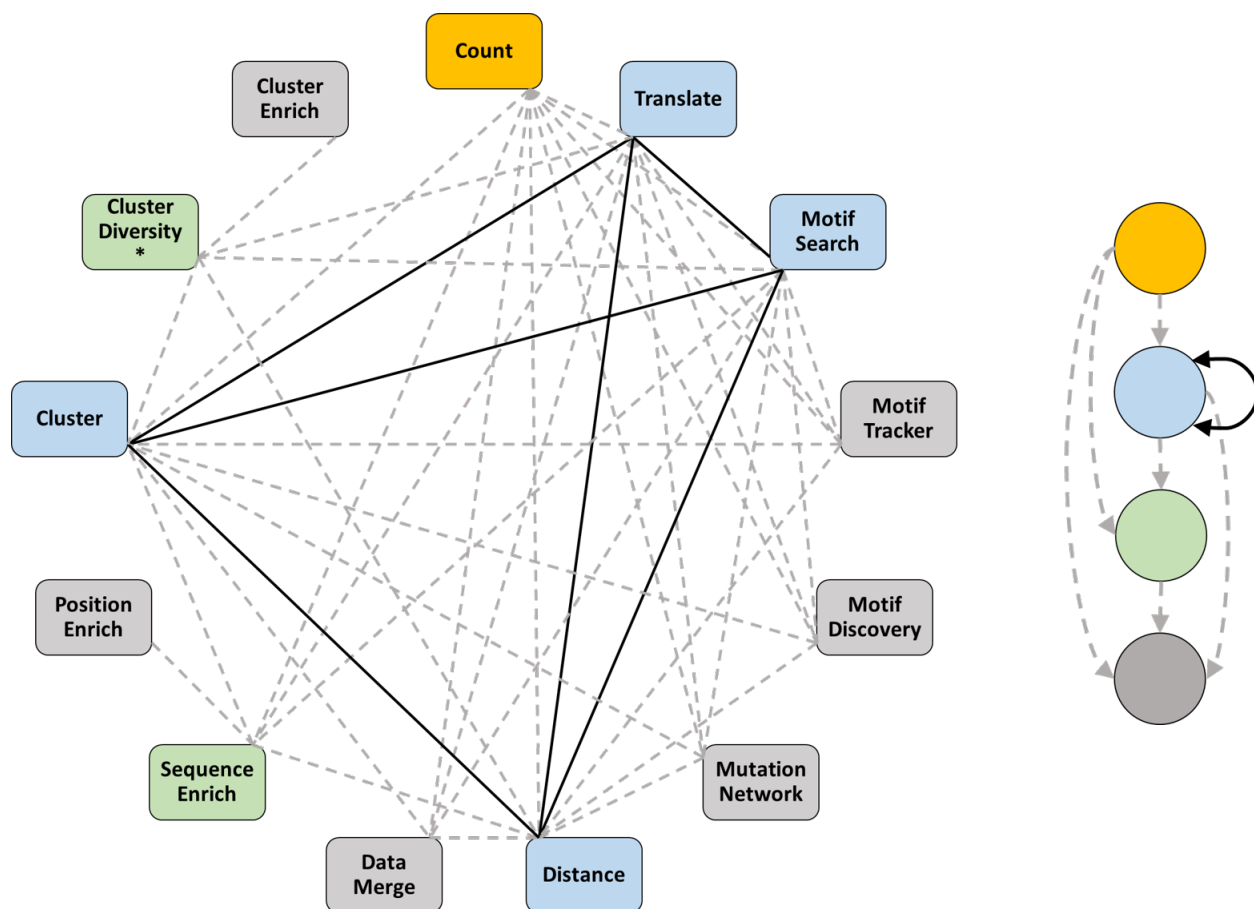 Count
Translate
Cluster
Enrich
Cluster
Diversity
*
Motif
Search
Cluster
Motif
Tracker
Position
Enrich
Motif
Discovery
Sequence
Enrich
Mutation
Network
Data
Merge
Distance